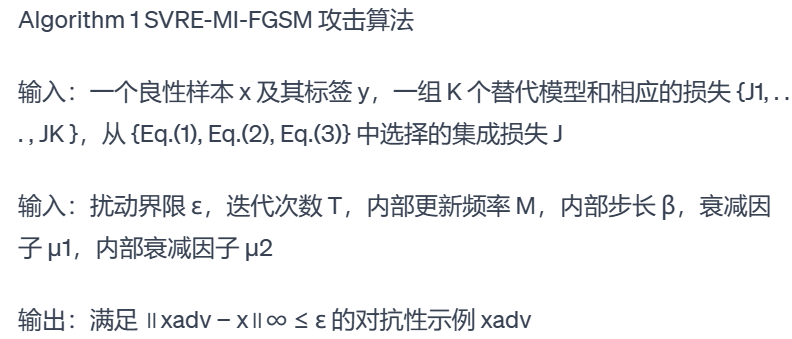 Algorithm 1 SVRE-MI-FGSM 攻击算法
输入：一个良性样本 x 及其标签 y，一组 K 个替代模型和相应的损失 {J1, . .
. , JK }，从 {Eq.(1), Eq.(2), Eq.(3)} 中选择的集成损失 J
输入：扰动界限 ε，迭代次数 T，内部更新频率 M，内部步长 β，衰减因
子 μ1，内部衰减因子 μ2
输出：满足 ∥xadv − x∥∞ ≤ ε 的对抗性示例 xadv